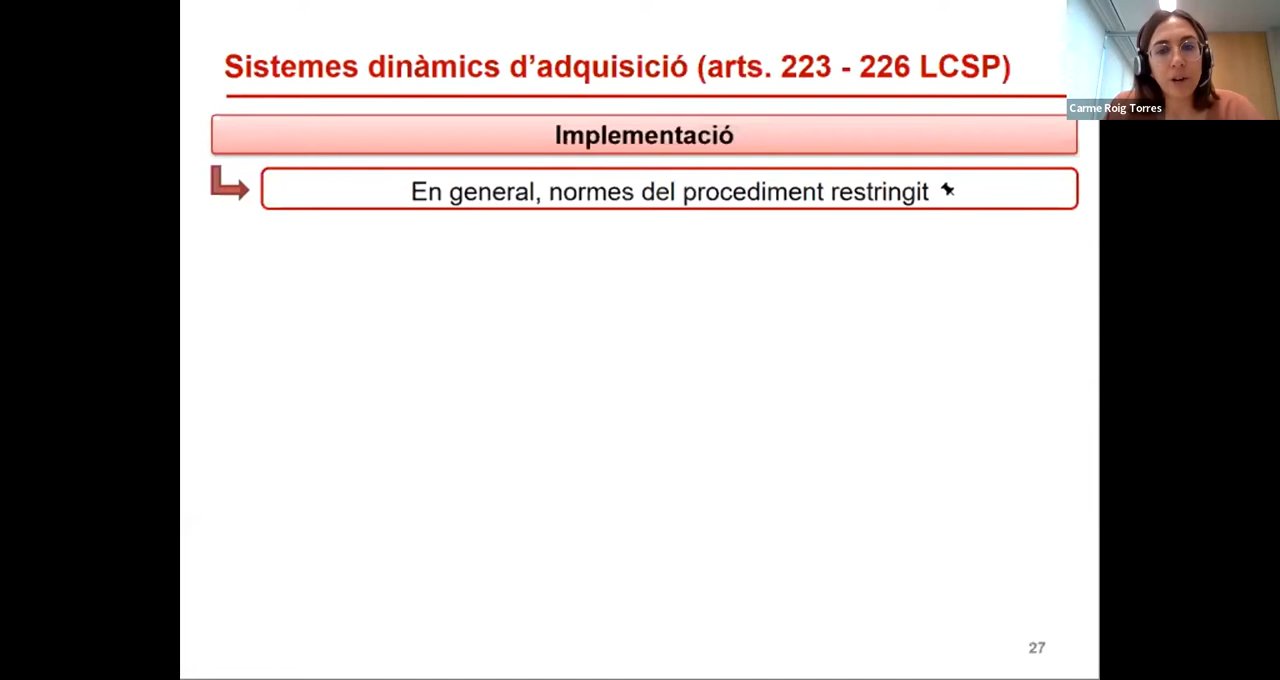 Sistemes dinàmics d’adquisició (arts. 223 - 226 LCSP)
Carme Roig Torres
Implementació
En general, normes del procediment restringit
27